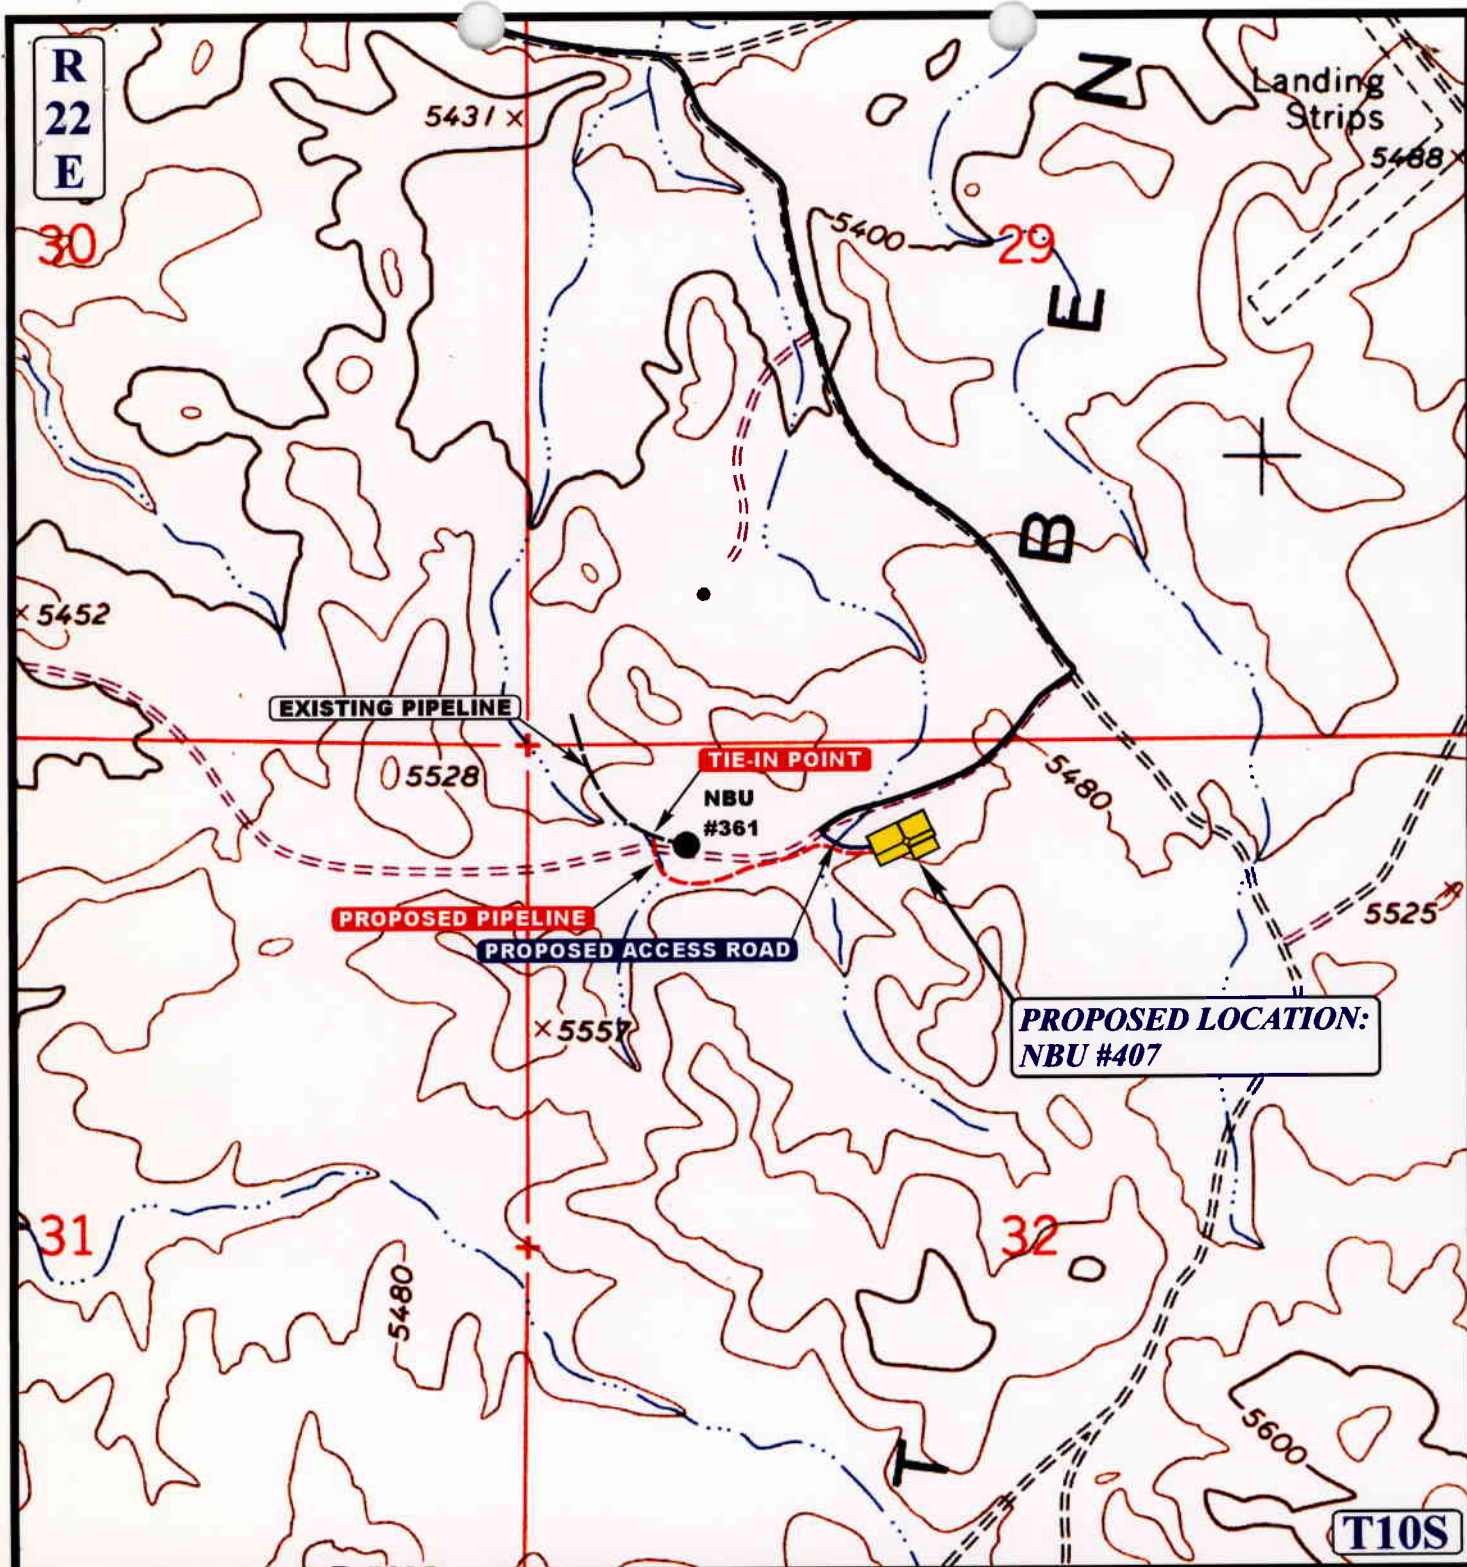 R
22
E
5431
N
Landing
Strips
5488
30
5400
29
E
B
5452
EXISTING PIPELINE
TIE-IN POINT
5528
NBU
#361
5480
PROPOSED PIPELINE
PROPOSED ACCESS ROAD
5525
5557
PROPOSED LOCATION:
NBU #407
31
32
5480
5600
T
T10S